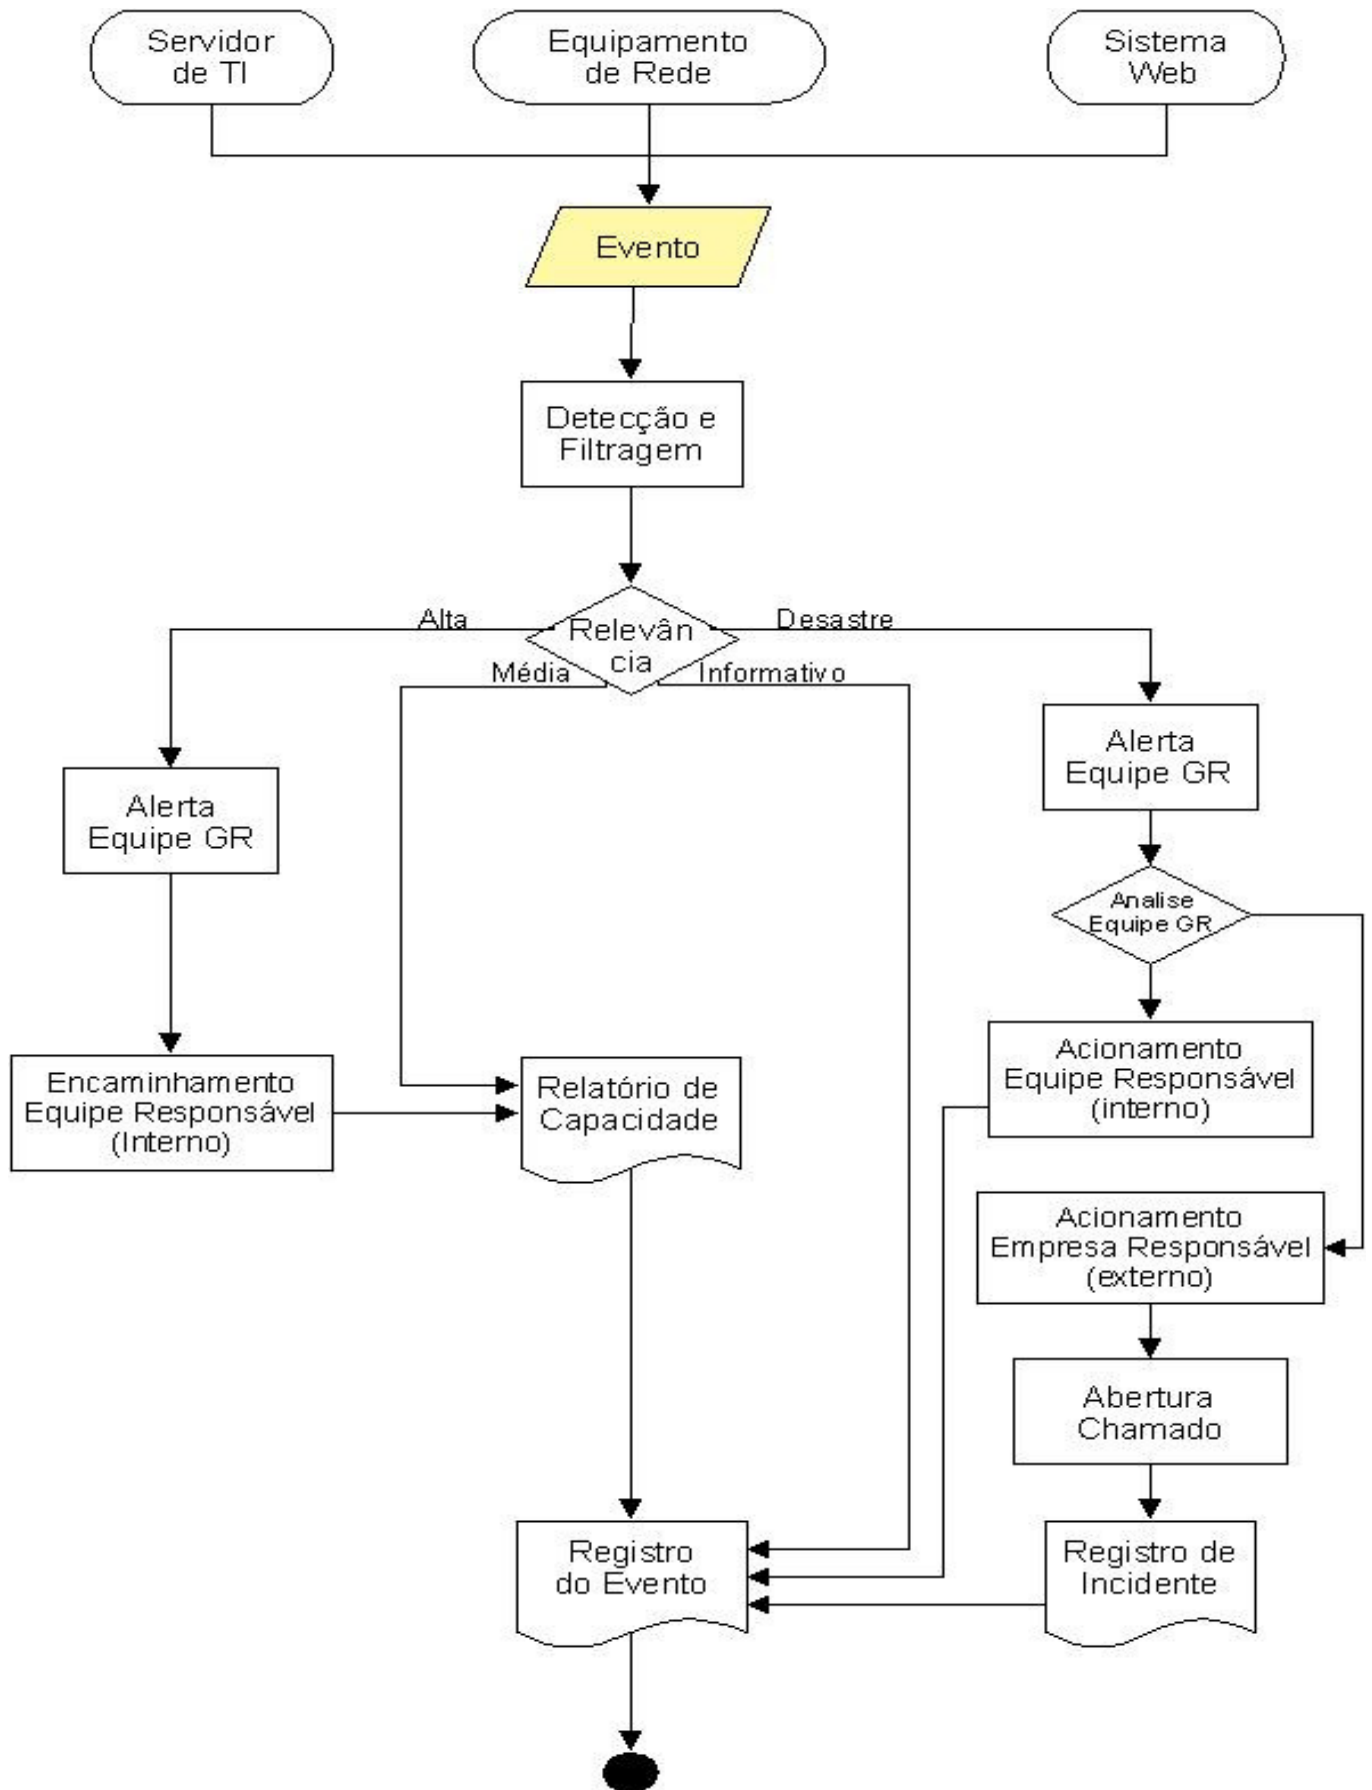 Servidor
de TI
Equipamento
de Rede
Sistema
Web
Evento
Detecção e
Filtragem
Alta
Relevân
cia
Desastre
Média
Informativo
Alerta
Equipe GR
Alerta
Equipe GR
Analise
Equipe GR
Encaminhamento
Equipe Responsável
(Interno)
Relatório de
Capacidade
Acionamento
Equipe Responsável
(interno)
Acionamento
Empresa Responsável
(externo)
Abertura
Chamado
Registro
do Evento
Registro de
Incidente